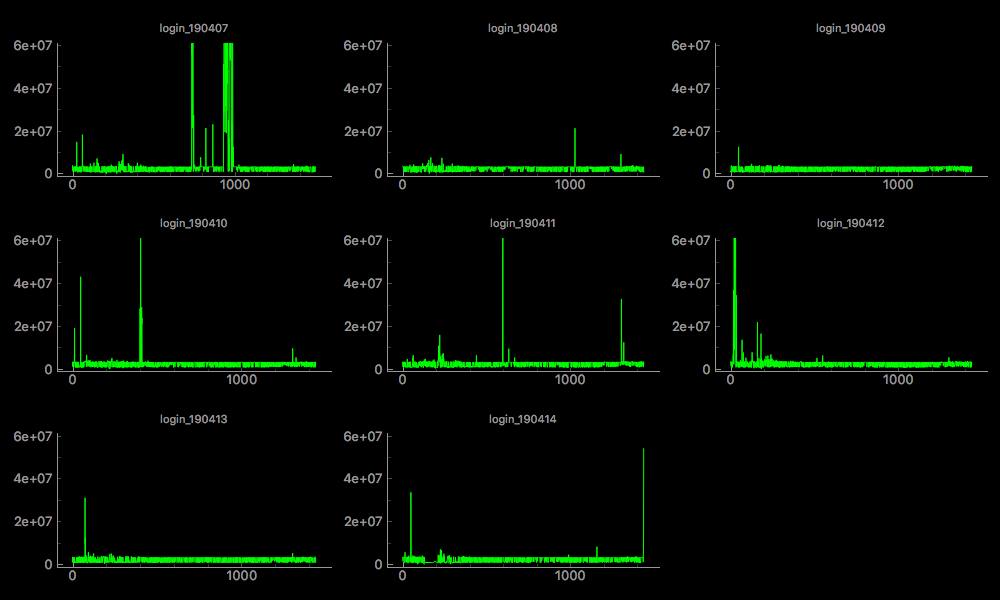 login_190407 login_190408 login_190409
6e+07 6e+07 6e+07
4e+07 4e+07 4e+07
2e+07 2e+07 2e+07
0 0 0
0 1000 0 1000 0 1000
login_190410 login_190411 login_190412
6e+07 6e+07 6e+07
4e+07 4e+07 4e+07
2e+07 2e+07 2e+07
0 0 0
0 1000 0 1000 0 1000
login_190413 login_190414
6e+07 6e+07
4e+07 4e+07
2e+07 2e+07
0 0
0 1000 0 1000